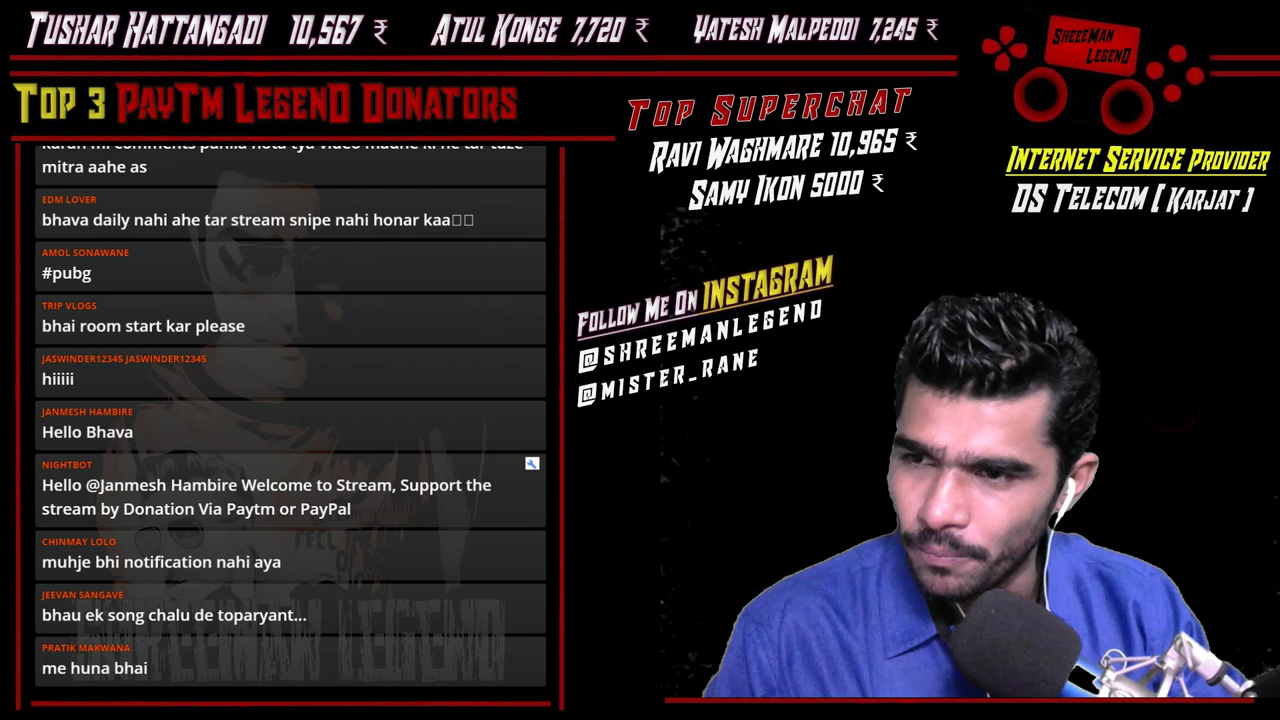 Tushar Hattangadi 10,567 ₹ Atul Konge 7,720 ₹ Yatesh Malpeddi 7,245 ₹
SheeeMan
Legend
Top 3 PayTm Legend Donators
Top Superchat
Ravi Waghmare 10,965 ₹
Samy Ikon 5000 ₹
Internet Service Provider
DS Telecom [ Karjat ]
Follow Me On Instagram
@shreemanlegend
@mister_rane
mitra aahe as
EDM LOVER
bhava daily nahi ahe tar stream snipe nahi honar kaa
AMOL SONAWANE
#pubg
TRIP VLOGS
bhai room start kar please
JASWINDER12345 JASWINDER12345
hiiiii
JANMESH HAMBIRE
Hello Bhava
NIGHTBOT
Hello @Janmesh Hambire Welcome to Stream, Support the
stream by Donation Via Paytm or PayPal
CHINMAY LOLO
muhje bhi notification nahi aya
JEEVAN SANGAVE
bhau ek song chalu de toparyant...
PRATIK MAKWANA
me huna bhai
SHREEMAN LEGEND